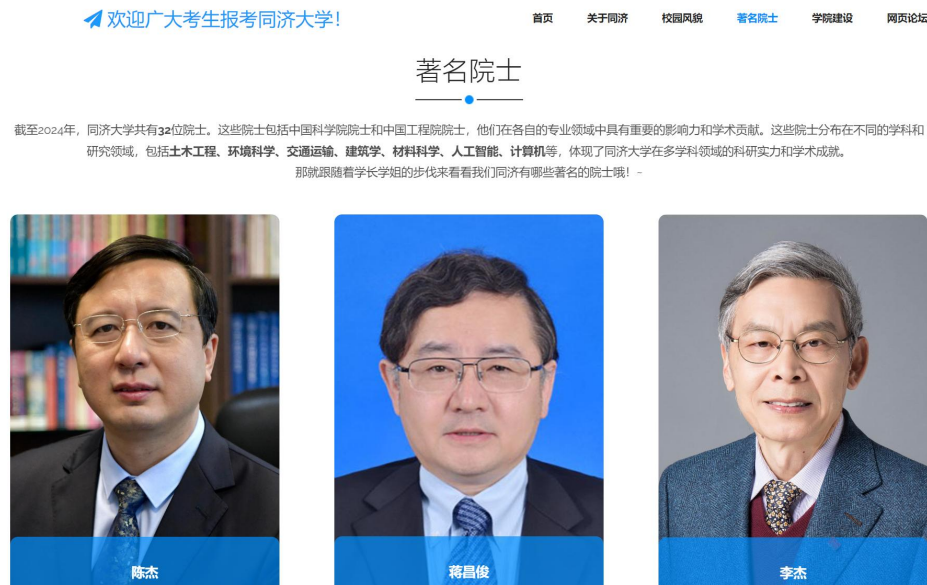 欢迎广大考生报考同济大学!
首页 关于同济 校园风貌 著名院士 学院建设 网页论坛
著名院士
截至2024年，同济大学共有32位院士。这些院士包括中国科学院院士和中国工程院院士，他们在各自的专业领域中具有重要的影响力和学术贡献。这些院士分布在不同的学科和
研究领域，包括土木工程、环境科学、交通运输、建筑学、材料科学、人工智能、计算机等，体现了同济大学在多学科领域的科研实力和学术成就。
那就跟随着学长学姐的步伐来看看我们同济有哪些著名的院士哦！~
陈杰
蒋昌俊
李杰